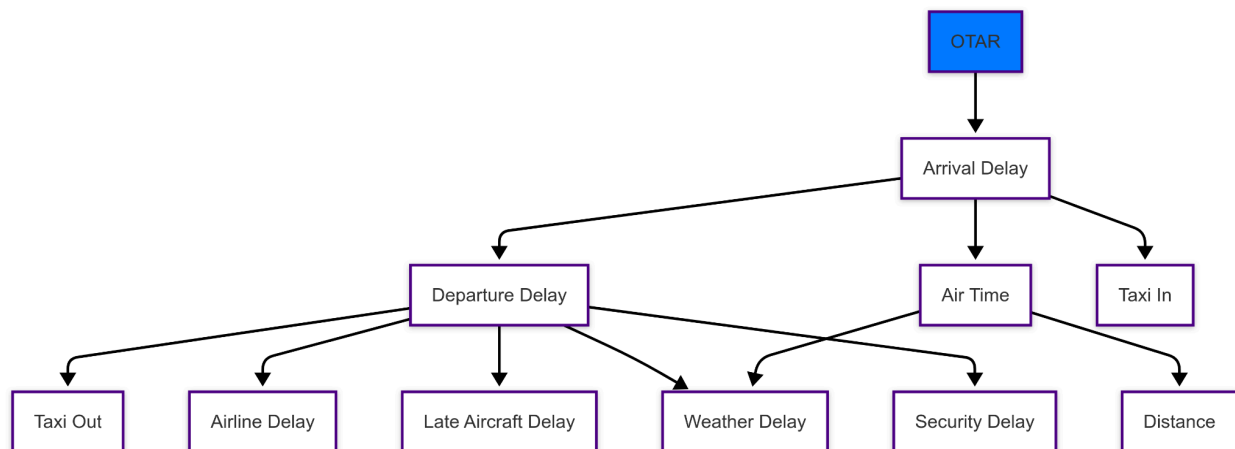 OTAR
Arrival Delay
Departure Delay
Air Time
Taxi In
Taxi Out
Airline Delay
Late Aircraft Delay
Weather Delay
Security Delay
Distance